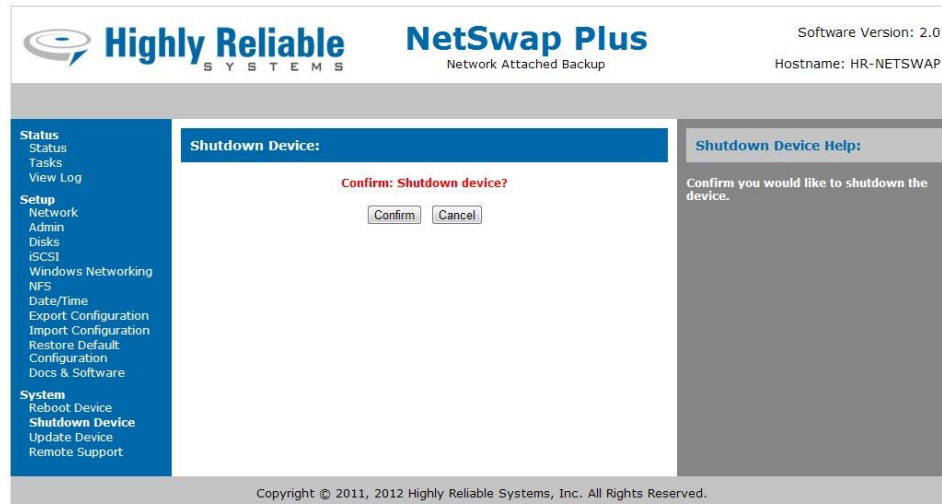 Highly Reliable
SYSTEMS
NetSwap Plus
Network Attached Backup
Software Version: 2.0
Hostname: HR-NETSWAP
Status
Status
Tasks
View Log
Setup
Network
Admin
Disks
iSCSI
Windows Networking
NFS
Date/Time
Export Configuration
Import Configuration
Restore Default
Configuration
Docs & Software
System
Reboot Device
Shutdown Device
Update Device
Remote Support
Shutdown Device:
Confirm: Shutdown device?
Confirm Cancel
Shutdown Device Help:
Confirm you would like to shutdown the
device.
Copyright © 2011, 2012 Highly Reliable Systems, Inc. All Rights Reserved.